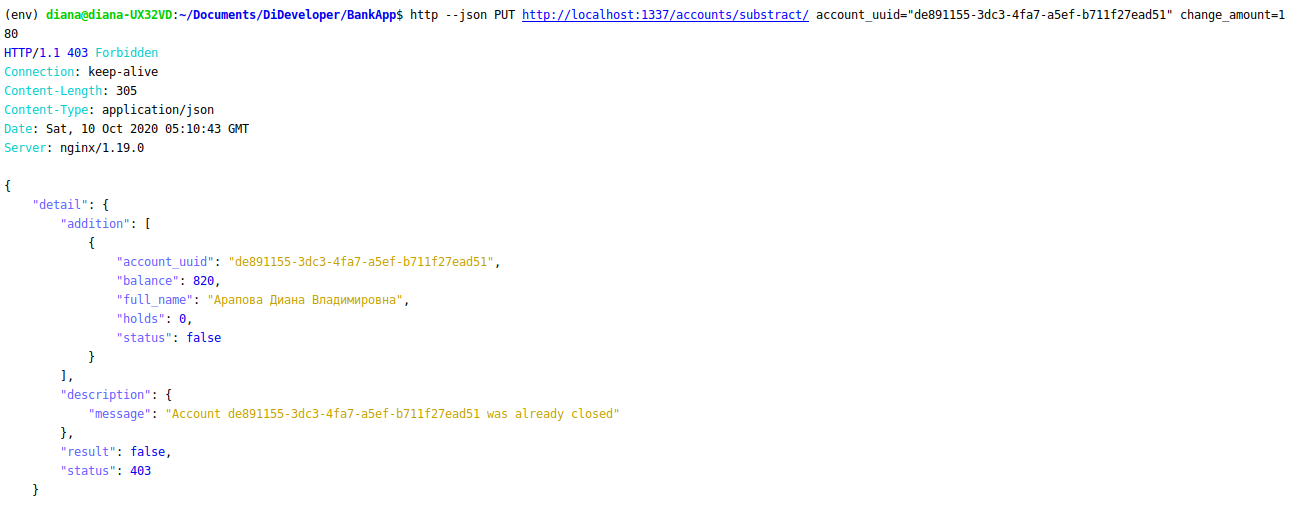 (env) diana@diana-UX32VD:~/Documents/DiDeveloper/BankApp$ http --json PUT http://localhost:1337/accounts/substract/ account_uuid="de891155-3dc3-4fa7-a5ef-b711f27ead51" change_amount=1
80
HTTP/1.1 403 Forbidden
Connection: keep-alive
Content-Length: 305
Content-Type: application/json
Date: Sat, 10 Oct 2020 05:10:43 GMT
Server: nginx/1.19.0

{
    "detail": {
        "addition": [
            {
                "account_uuid": "de891155-3dc3-4fa7-a5ef-b711f27ead51",
                "balance": 820,
                "full_name": "Арапова Диана Владимировна",
                "holds": 0,
                "status": false
            }
        ],
        "description": {
            "message": "Account de891155-3dc3-4fa7-a5ef-b711f27ead51 was already closed"
        },
        "result": false,
        "status": 403
    }